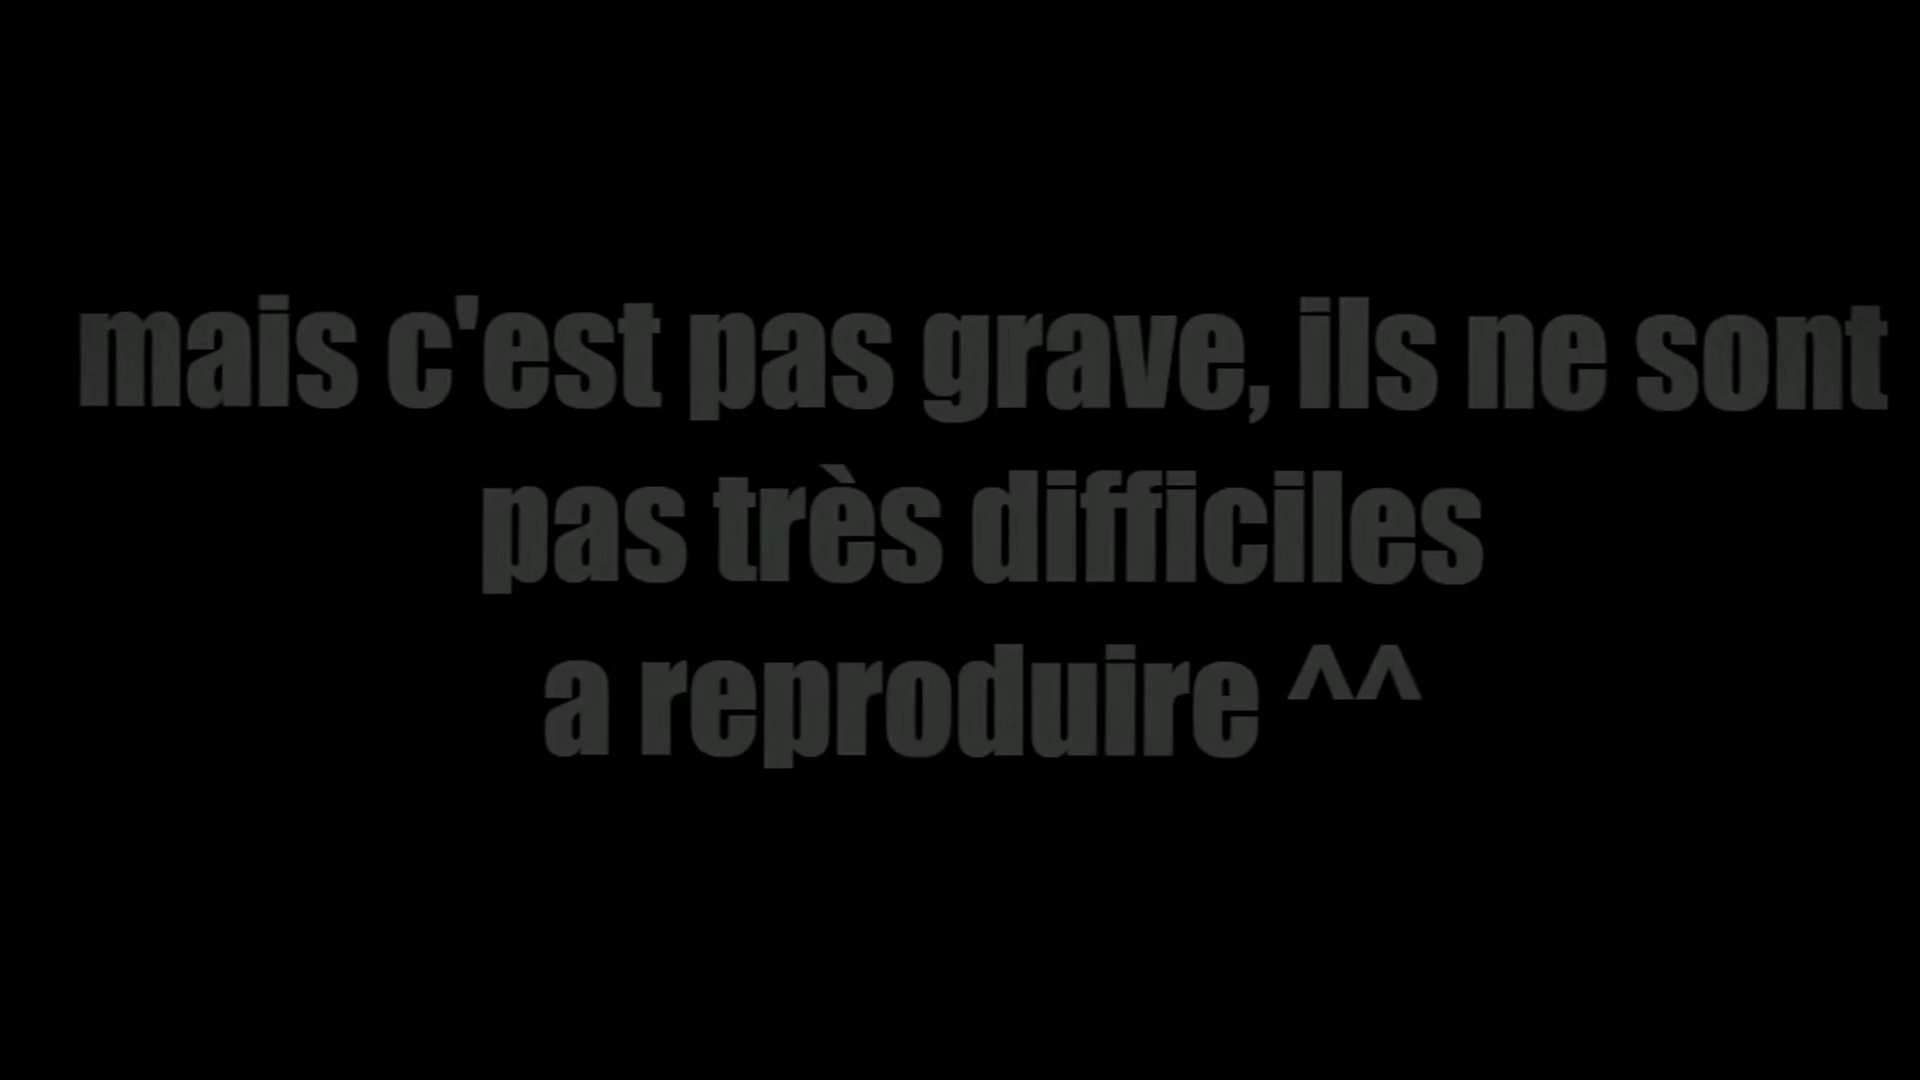 mais c'est pas grave, ils ne sont
pas très difficiles
a reproduire ^^